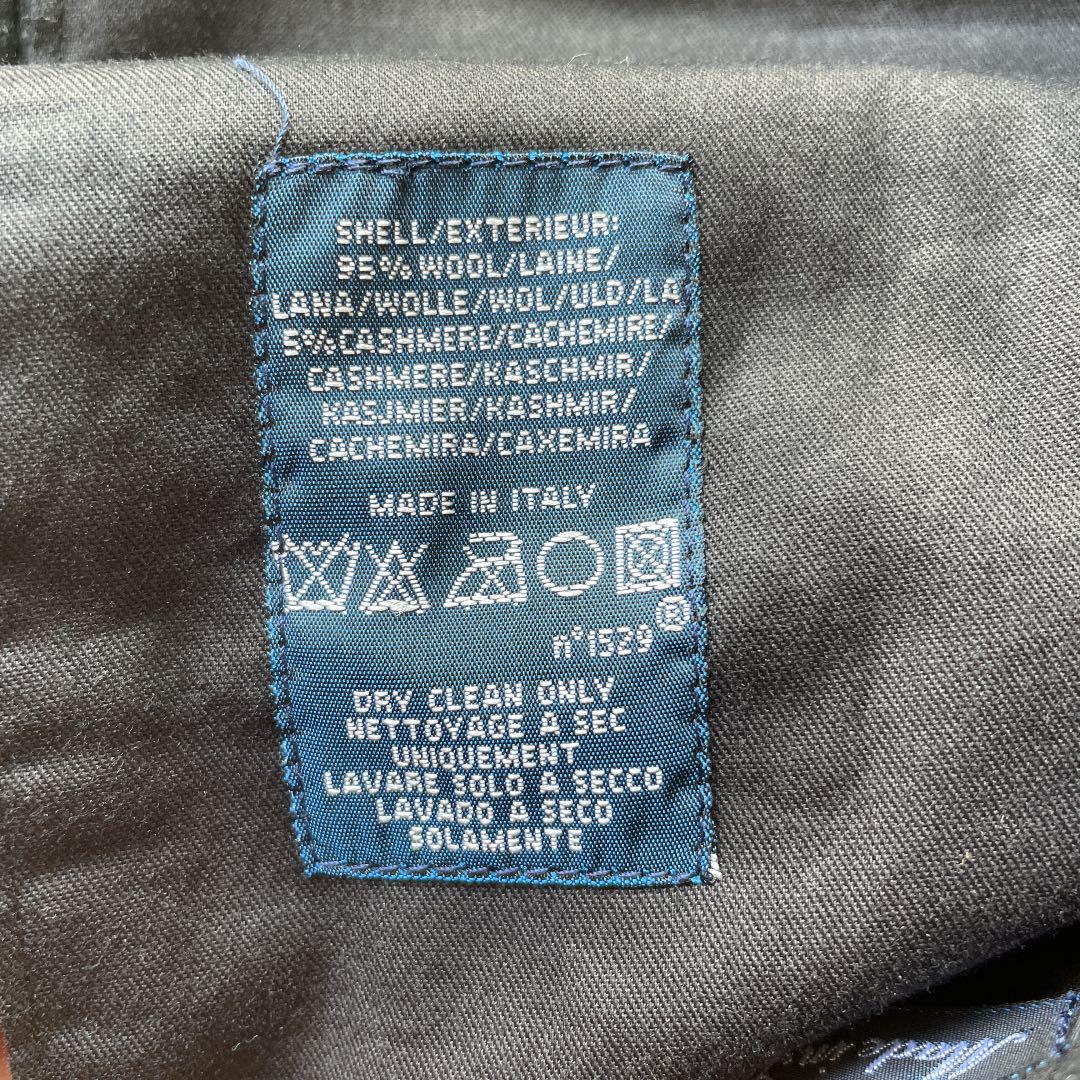 SHELL/EXTERIEUR:
95% WOOL/LAINE/
LANA/WOLLE/WOL/ULD/LA
5%CASHMERE/CACHEMIRE/
CASHMERE/KASCHMIR/
KASJMIER/KASHMIR/
CACHEMIRA/CAXEMIRA
MADE IN ITALY
n°1529 ®
DRY CLEAN ONLY
NETTOYAGE A SEC
UNIQUEMENT
LAVARE SOLO A SECCO
LAVADO A SECO
SOLAMENTE